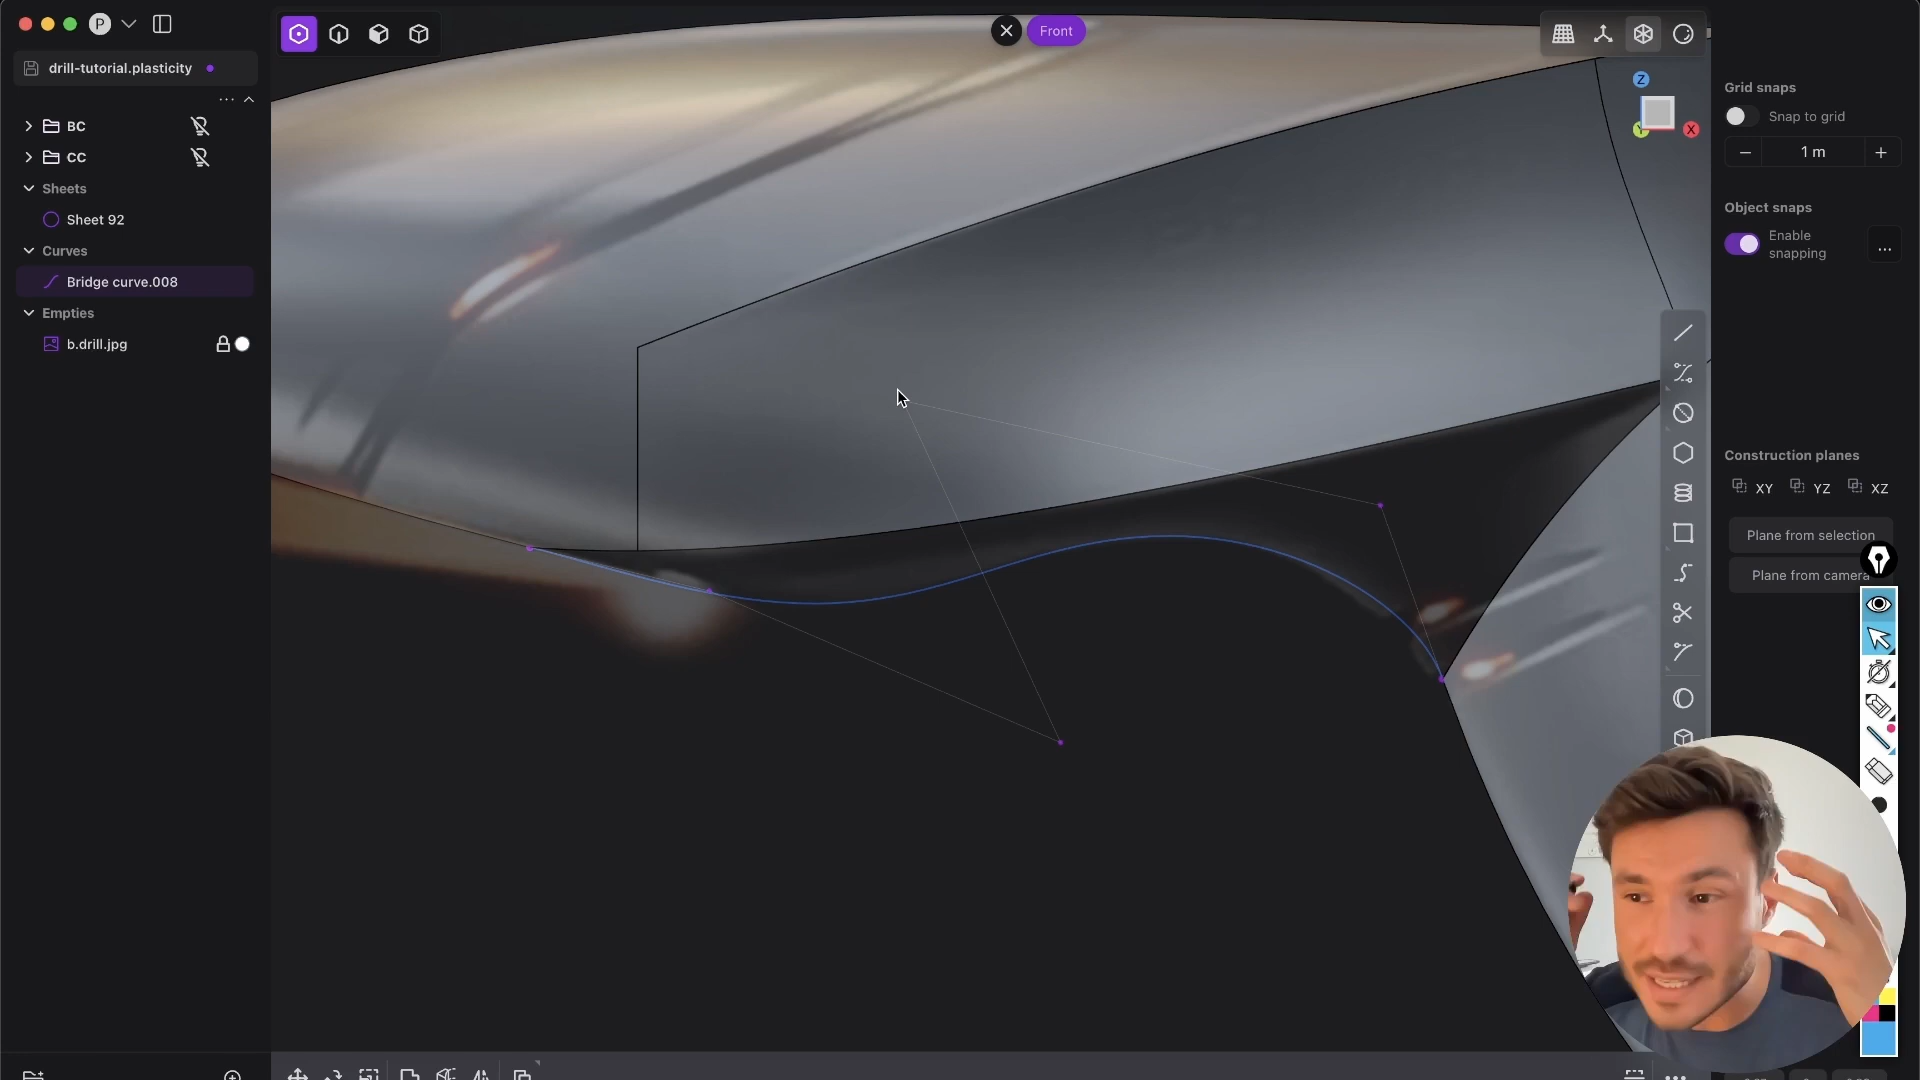 P
drill-tutorial.plasticity
BC
CC
Sheets
Sheet 92
Curves
Bridge curve.008
Empties
b.drill.jpg
Front
Z
Y
X
Grid snaps
Snap to grid
1 m
Object snaps
Enable
snapping
Construction planes
XY
YZ
XZ
Plane from selection
Plane from camera